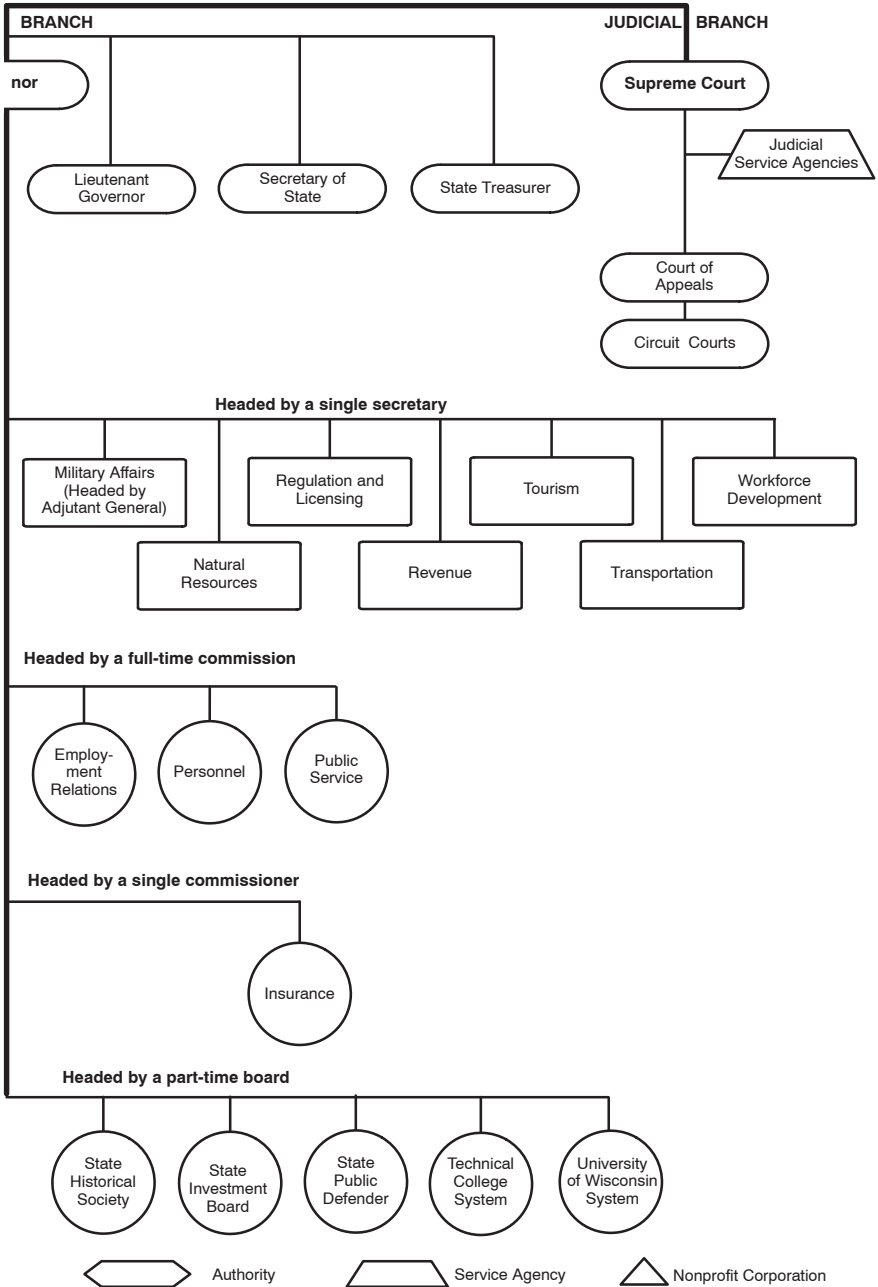 BRANCH
JUDICIAL BRANCH
nor
Supreme Court
Judicial
Service Agencies
Lieutenant
Governor
Secretary of
State
State Treasurer
Court of
Appeals
Circuit Courts
Headed by a single secretary
Military Affairs
(Headed by
Adjutant General)
Regulation and
Licensing
Tourism
Workforce
Development
Natural
Resources
Revenue
Transportation
Headed by a full-time commission
Employ-
ment
Relations
Personnel
Public
Service
Headed by a single commissioner
Insurance
Headed by a part-time board
State
Historical
Society
State
Investment
Board
State
Public
Defender
Technical
College
System
University
of Wisconsin
System
Authority
Service Agency
Nonprofit Corporation